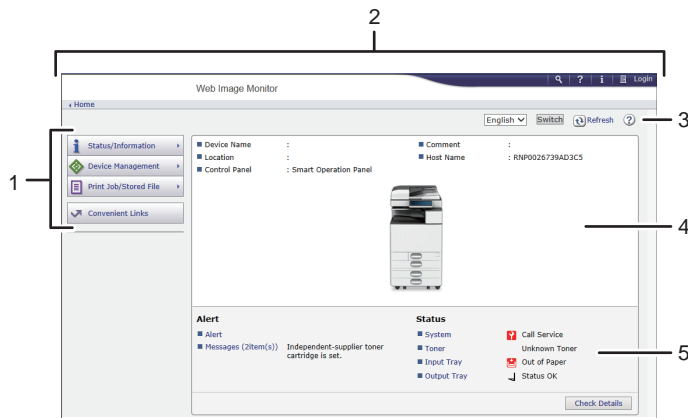 2
Web Image Monitor
? i Login
Home
English Switch Refresh ? 3
1
Status/Information
Device Management
Print Job/Stored File
Convenient Links
Device Name :
Location :
Control Panel : Smart Operation Panel
Comment :
Host Name : RNP0026739AD3C5
4
Alert
Alert
Messages (2item(s)) Independent-supplier toner
cartridge is set.
Status
System Call Service
Toner Unknown Toner
Input Tray Out of Paper
Output Tray Status OK
5
Check Details